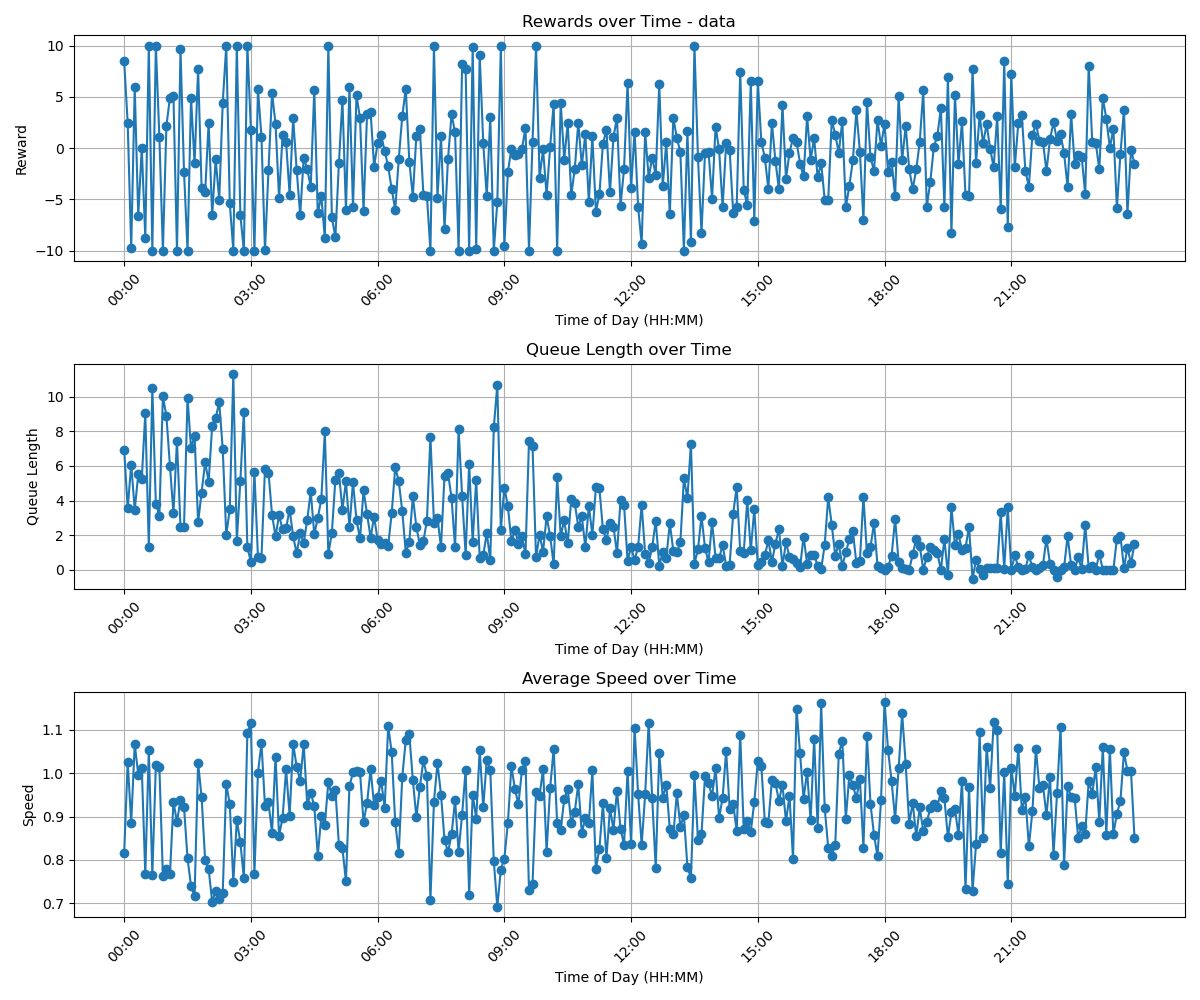 Rewards over Time - data
Reward
10
5
0
−5
−10
00:00 03:00 06:00 09:00 12:00 15:00 18:00 21:00
Time of Day (HH:MM)
Queue Length over Time
Queue Length
10
8
6
4
2
0
00:00 03:00 06:00 09:00 12:00 15:00 18:00 21:00
Time of Day (HH:MM)
Average Speed over Time
Speed
1.1
1.0
0.9
0.8
0.7
00:00 03:00 06:00 09:00 12:00 15:00 18:00 21:00
Time of Day (HH:MM)